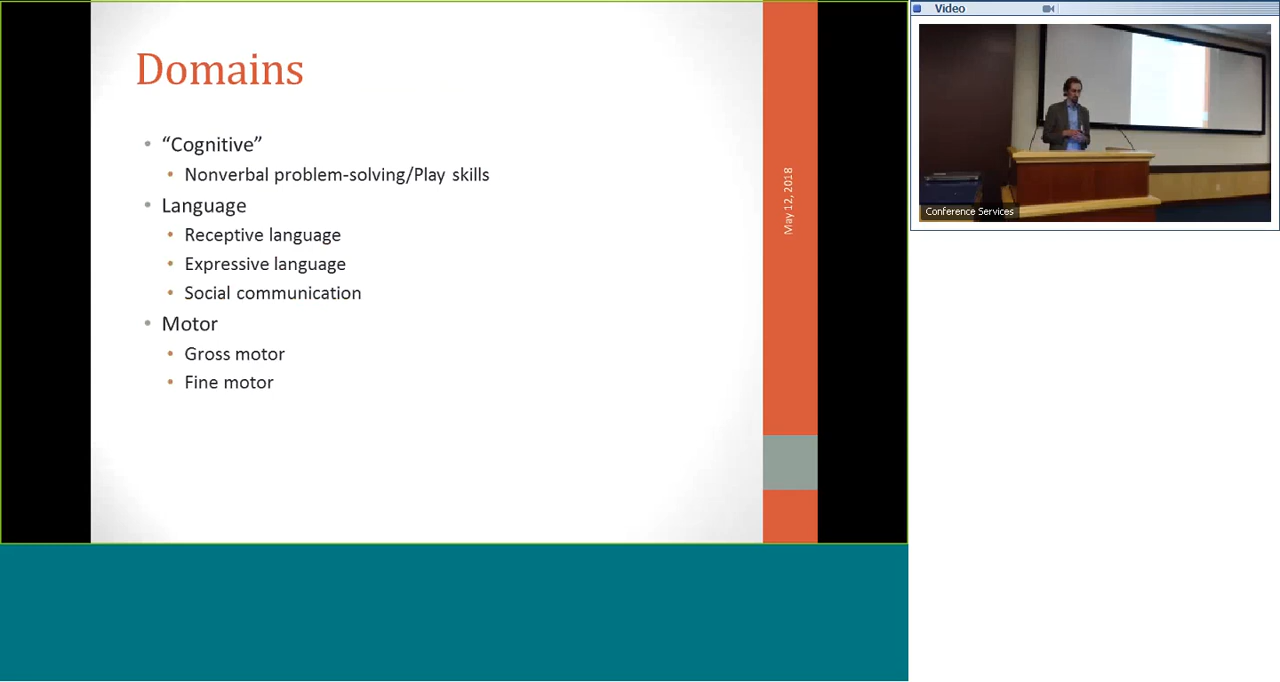 Domains
“Cognitive”
Nonverbal problem-solving/Play skills
Language
Receptive language
Expressive language
Social communication
Motor
Gross motor
Fine motor
May 12, 2018
Video
Conference Services